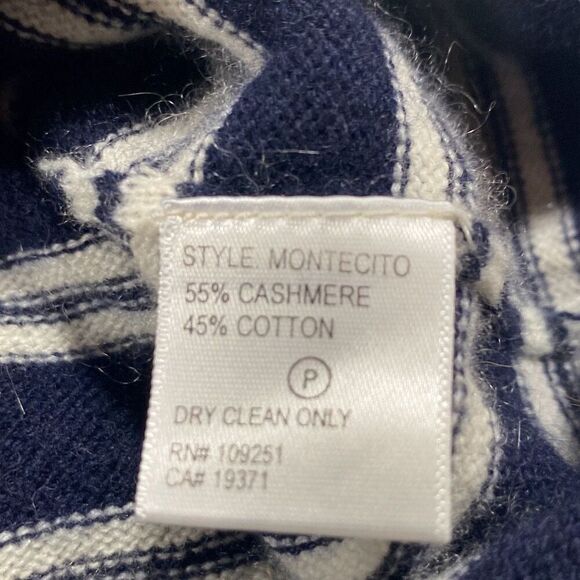 STYLE: MONTECITO
55% CASHMERE
45% COTTON
P
DRY CLEAN ONLY
RN# 109251
CA# 19371